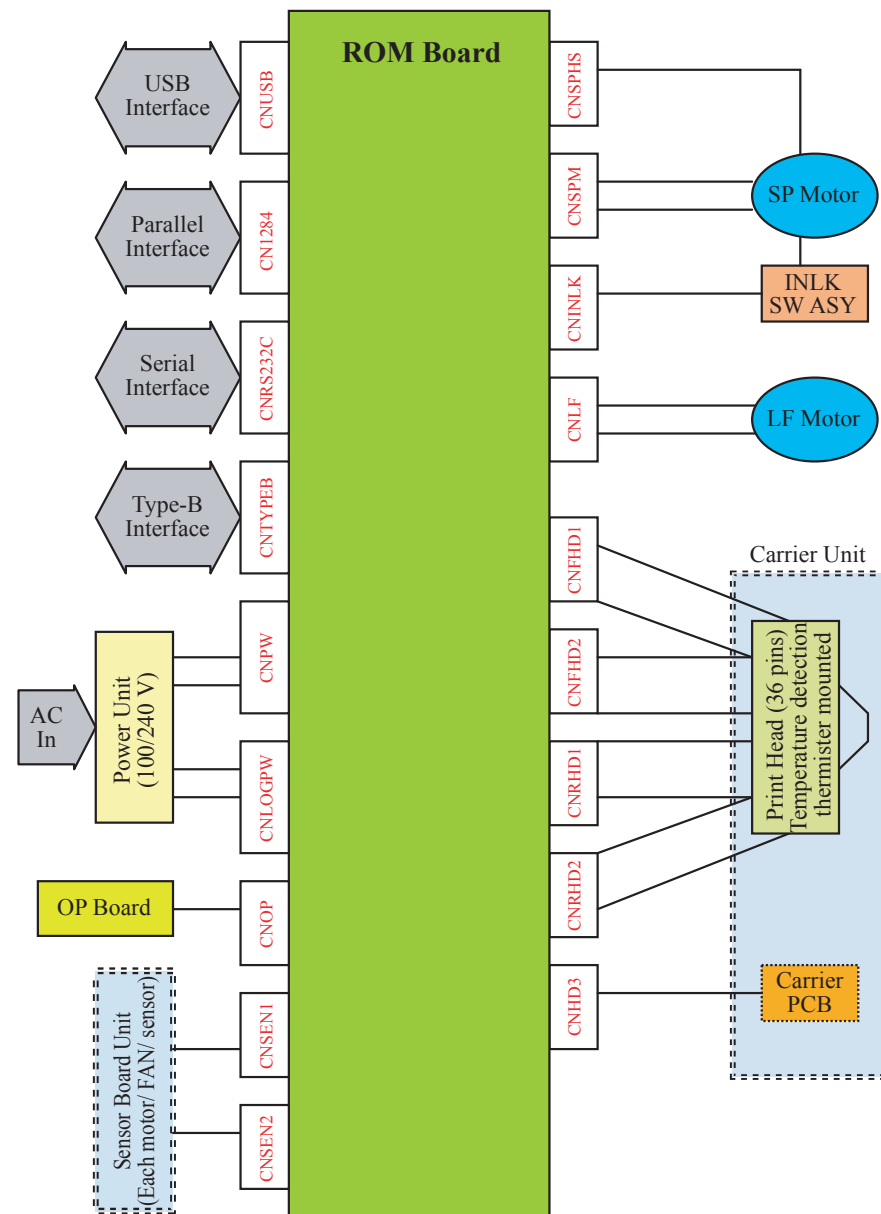 ROM Board
USB
Interface
CNUSB
Parallel
Interface
CN1284
Serial
Interface
CNRS232C
Type-B
Interface
CNTYPEB
AC
In
Power Unit
(100/240 V)
CNPW
CNLOGPW
OP Board
CNOP
Sensor Board Unit
(Each motor/ FAN/ sensor)
CNSEN1
CNSEN2
CNSPHS
CNSPM
SP Motor
CNINLK
INLK
SW ASY
CNLF
LF Motor
CNFHD1
CNFHD2
CNRHD1
CNRHD2
CNHD3
Carrier Unit
Print Head (36 pins)
Temperature detection
thermister mounted
Carrier
PCB